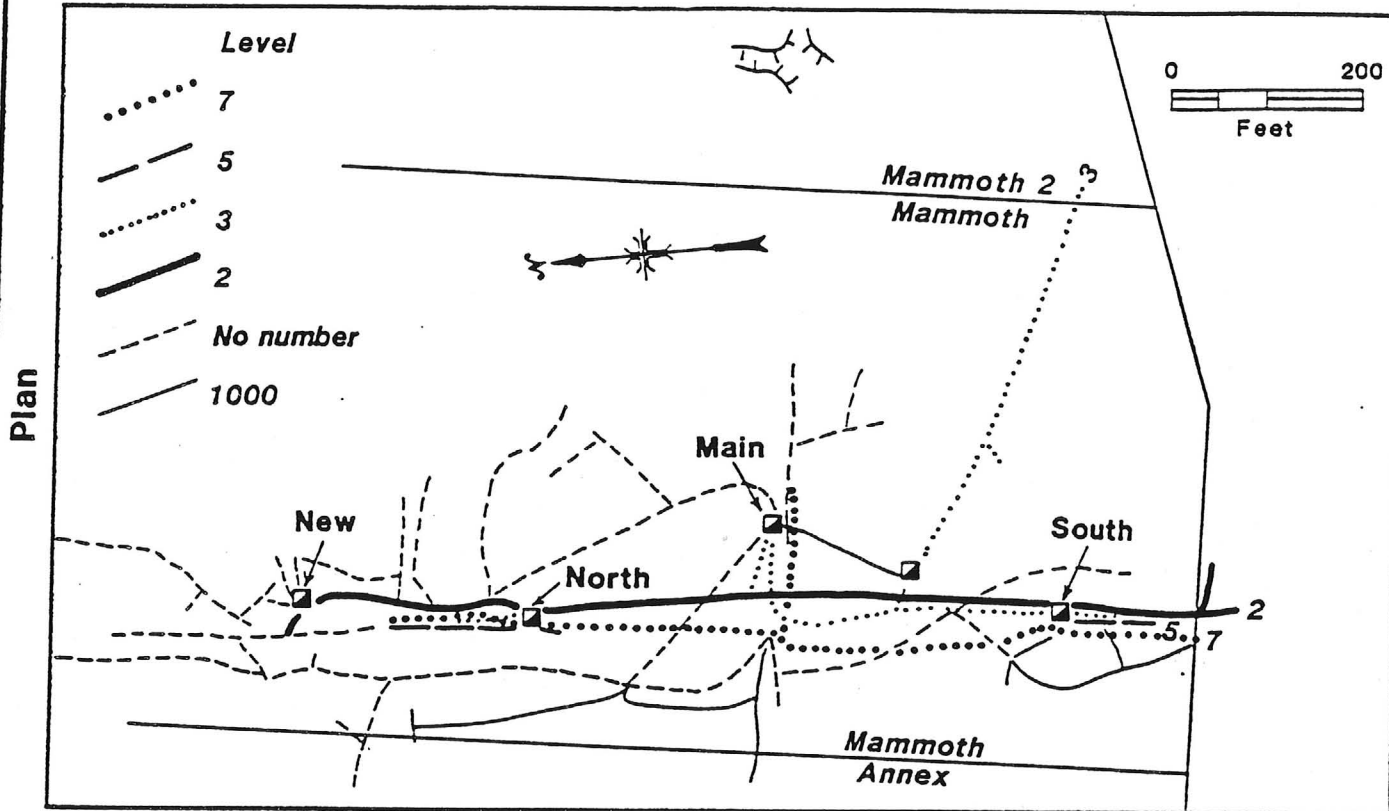 Plan
Level
7
5
3
2
No number
1000
0 200
Feet
Mammoth 2
Mammoth
3
N
Main
New
North
South
2
5
7
Mammoth
Annex